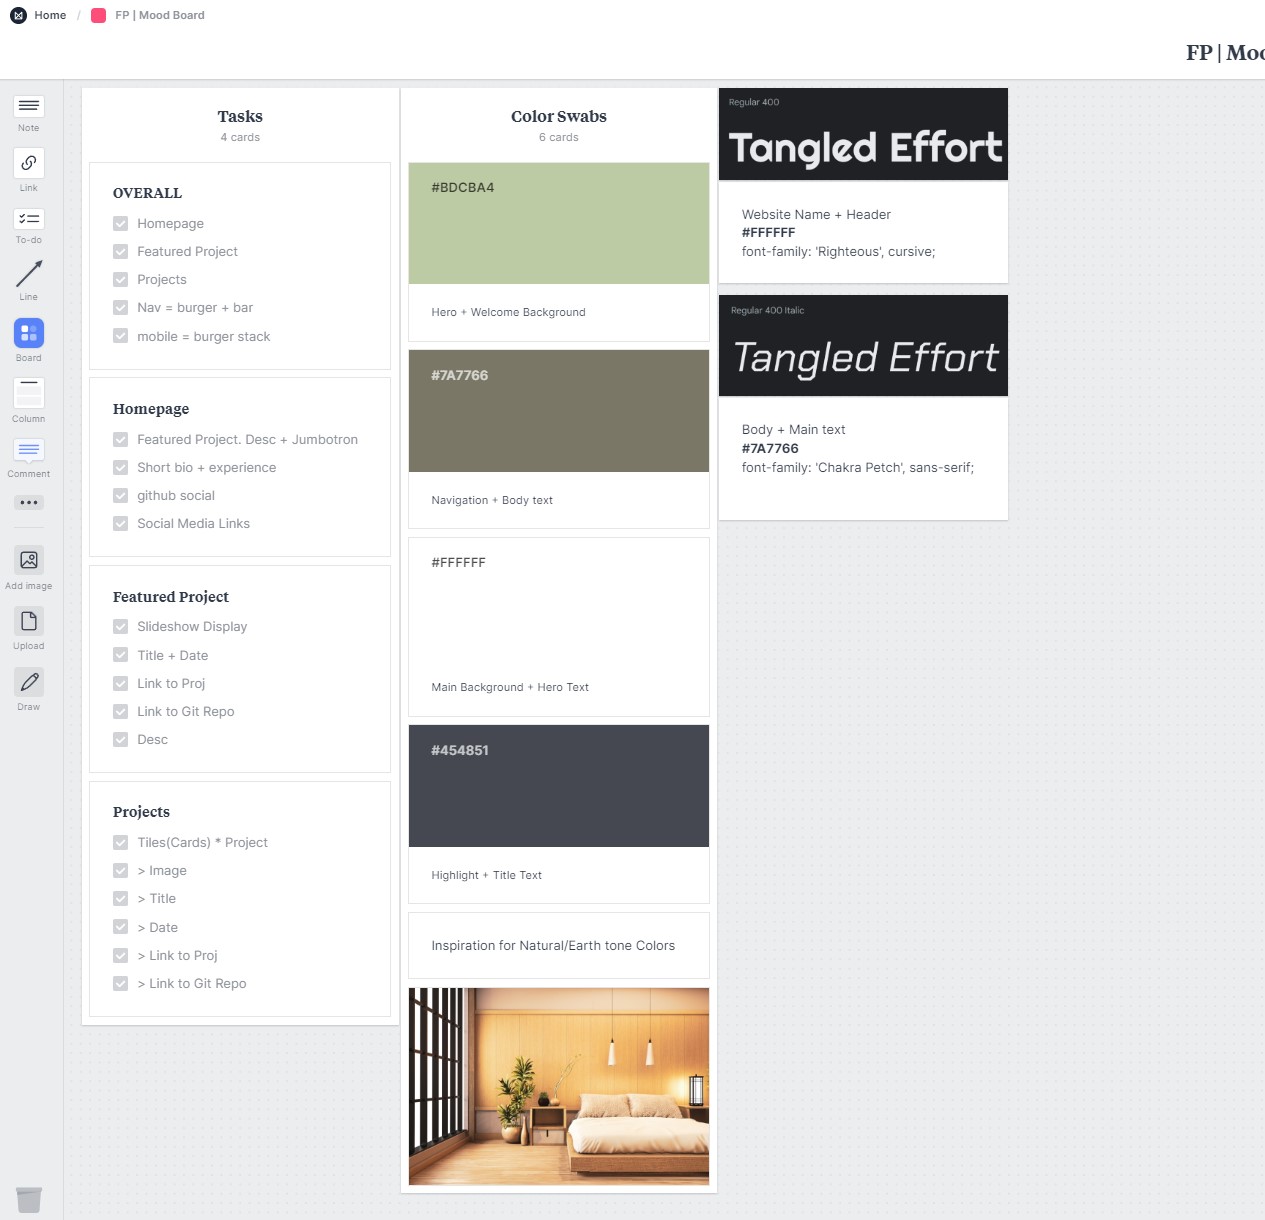 Home / FP | Mood Board
FP | Moo
Note
Link
To-do
Line
Board
Column
Comment
Add image
Upload
Draw
Tasks
4 cards
OVERALL
Homepage
Featured Project
Projects
Nav = burger + bar
mobile = burger stack
Homepage
Featured Project. Desc + Jumbotron
Short bio + experience
github social
Social Media Links
Featured Project
Slideshow Display
Title + Date
Link to Proj
Link to Git Repo
Desc
Projects
Tiles(Cards) * Project
> Image
> Title
> Date
> Link to Proj
> Link to Git Repo
Color Swabs
6 cards
#BDCBA4
Hero + Welcome Background
#7A7766
Navigation + Body text
#FFFFFF
Main Background + Hero Text
#454851
Highlight + Title Text
Inspiration for Natural/Earth tone Colors
Regular 400
Tangled Effort
Website Name + Header
#FFFFFF
font-family: 'Righteous', cursive;
Regular 400 Italic
Tangled Effort
Body + Main text
#7A7766
font-family: 'Chakra Petch', sans-serif;